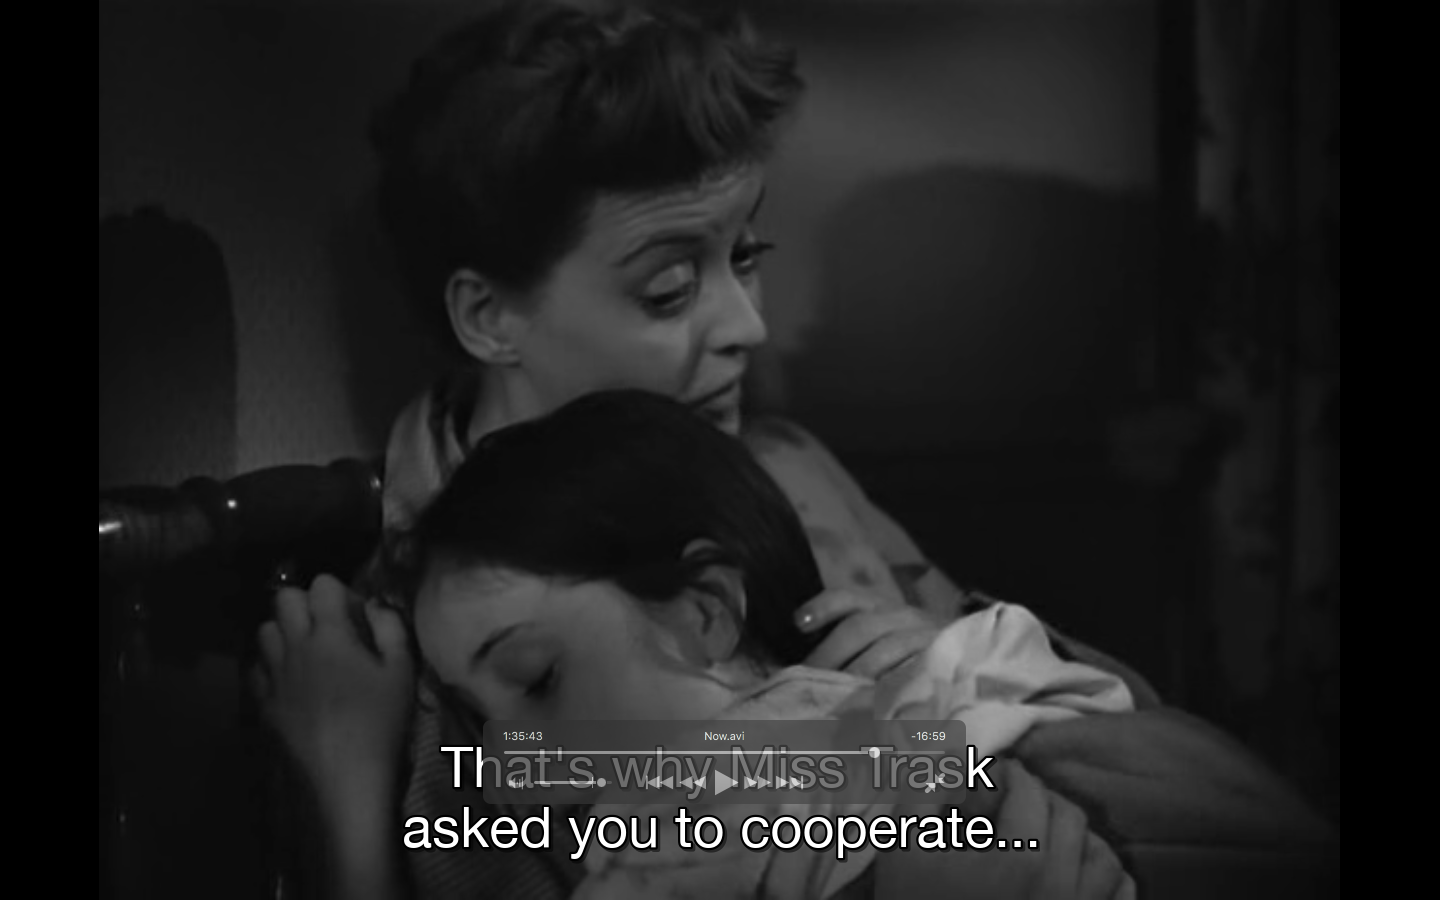 1:35:43 Now.avi -16:59
That's why Miss Trask
asked you to cooperate...